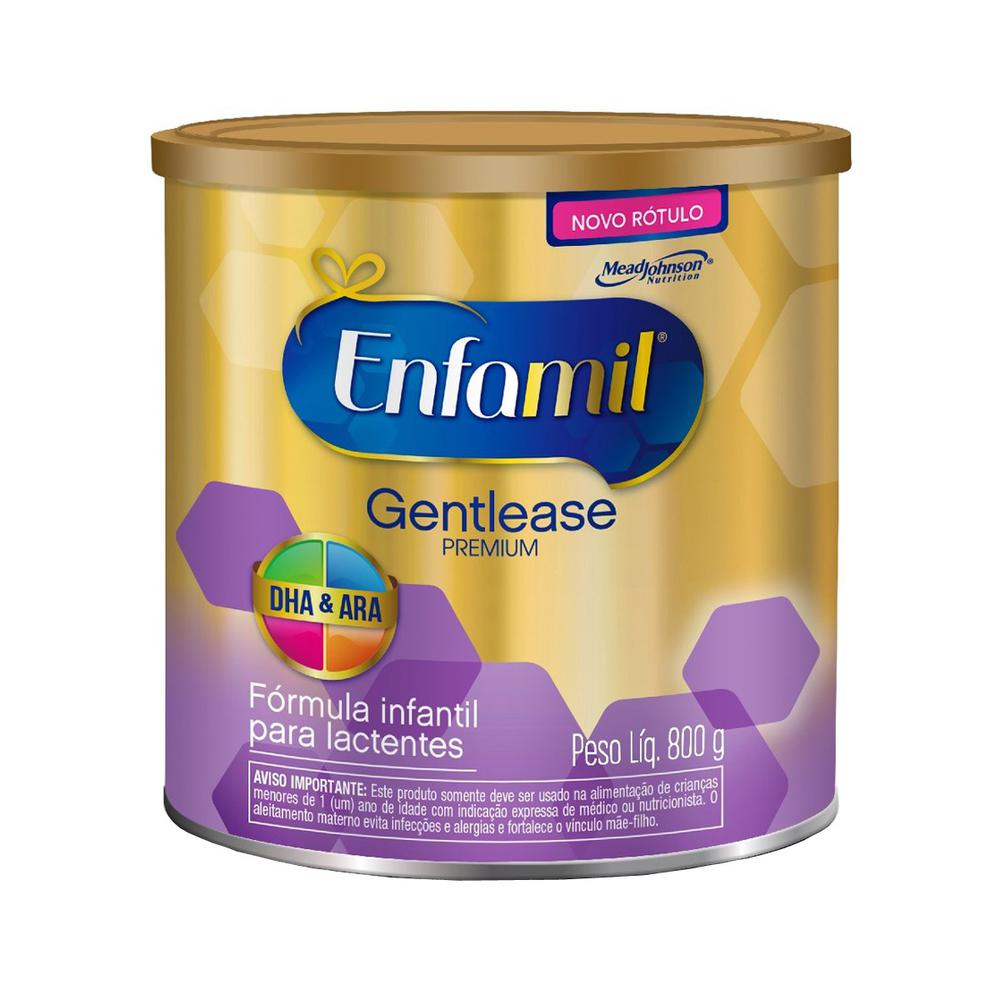 NOVO RÓTULO
MeadJohnson®
Nutrition
Enfamil®
Gentlease
PREMIUM
DHA & ARA
Fórmula infantil
para lactentes
Peso Líq. 800 g
AVISO IMPORTANTE: Este produto somente deve ser usado na alimentação de crianças
menores de 1 (um) ano de idade com indicação expressa de médico ou nutricionista. O
aleitamento materno evita infecções e alergias e fortalece o vínculo mãe-filho.